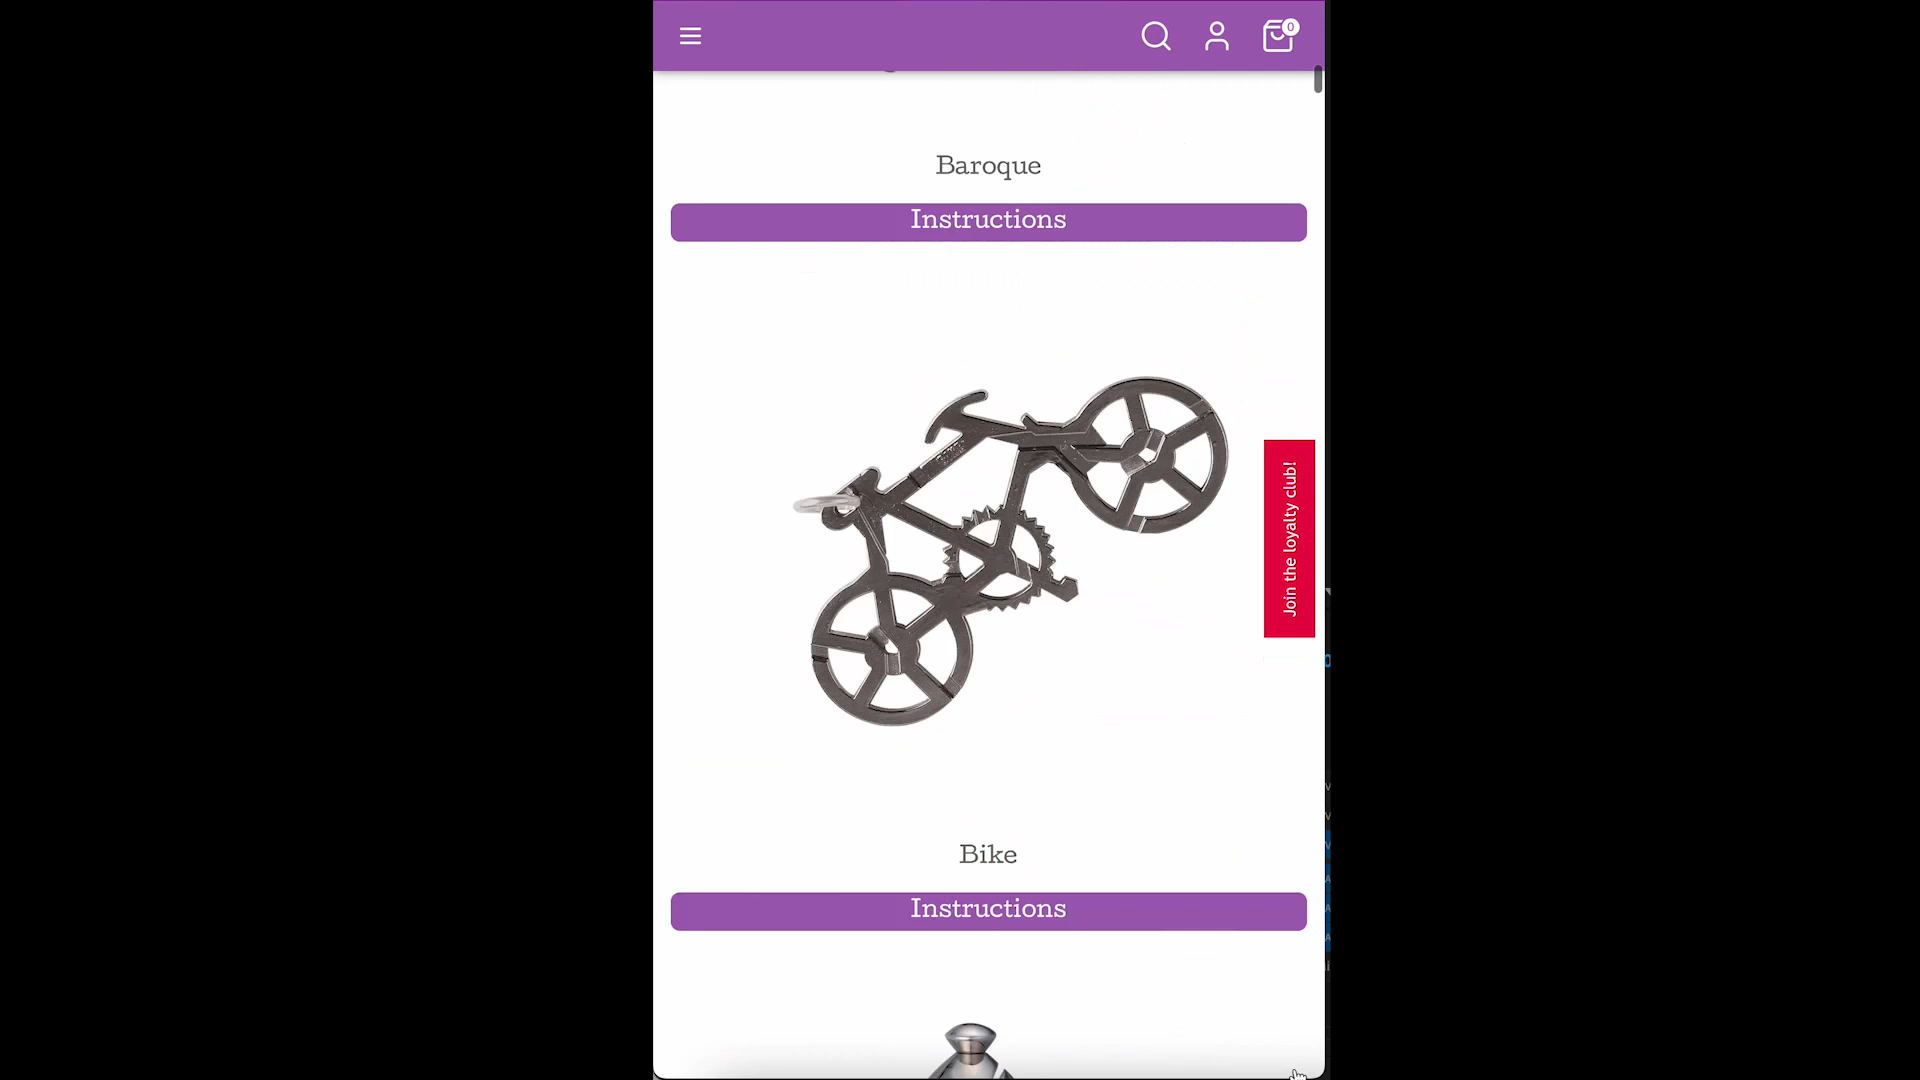 0
Baroque
Instructions
Join the loyalty club!
Bike
Instructions